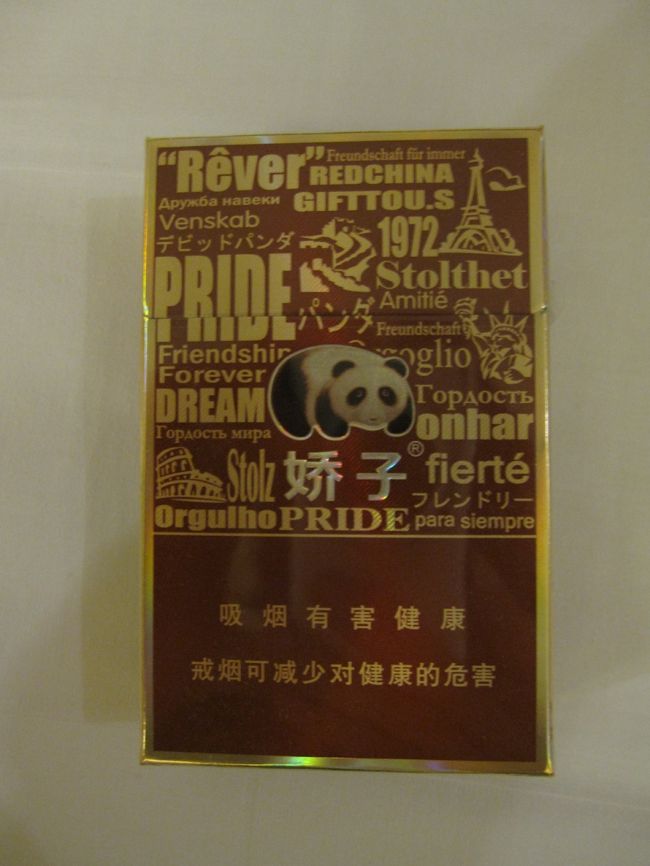 “Rêver”
Freundschaft für immer
REDCHINA
Дружба навеки
GIFTTOU.S
Venskab
デビッドパンダ
1972
PRIDE
Stolthet
Amitié
パンダ
Freundschaft
Friendship
goglio
Forever
DREAM
Гордость
onhar
Гордость мира
Stolz
娇子®
fierté
フレンドリー
Orgulho
PRIDE
para siempre
吸烟有害健康
戒烟可减少对健康的危害